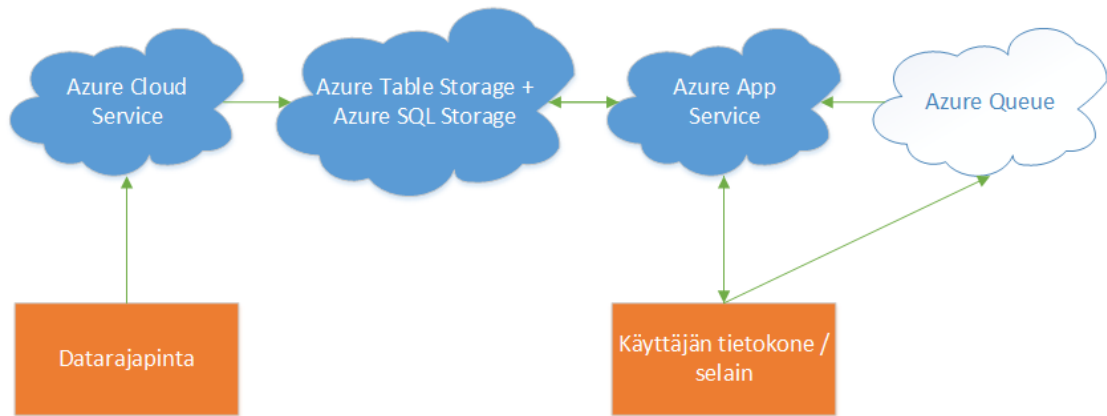 Azure Cloud
Service
Azure Table Storage +
Azure SQL Storage
Azure App
Service
Azure Queue
Datarajapinta
Käyttäjän tietokone /
selain